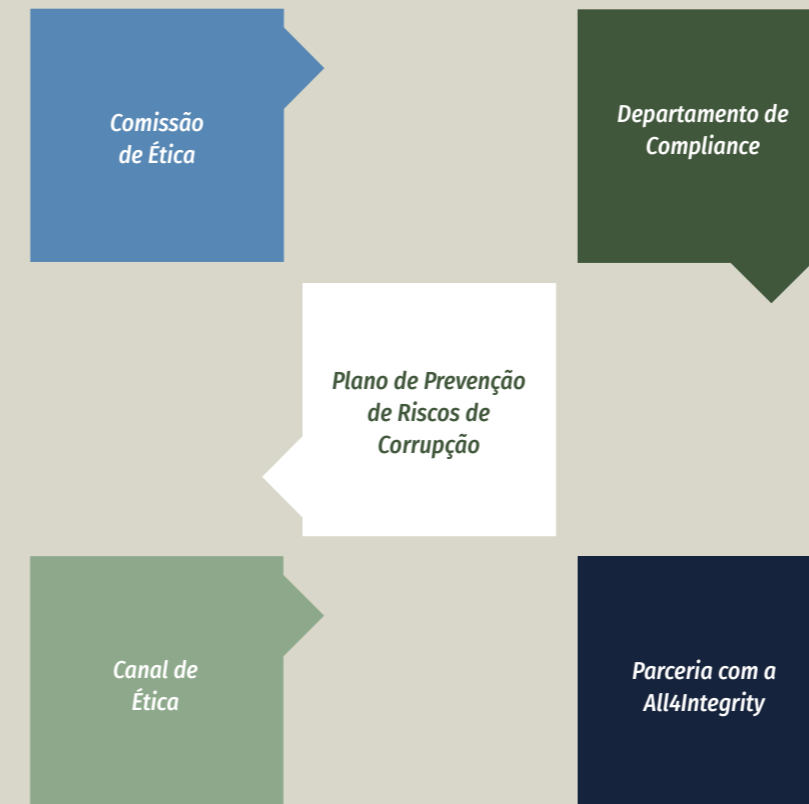 Comissão
de Ética
Departamento de
Compliance
Plano de Prevenção
de Riscos de
Corrupção
Canal de
Ética
Parceria com a
All4Integrity